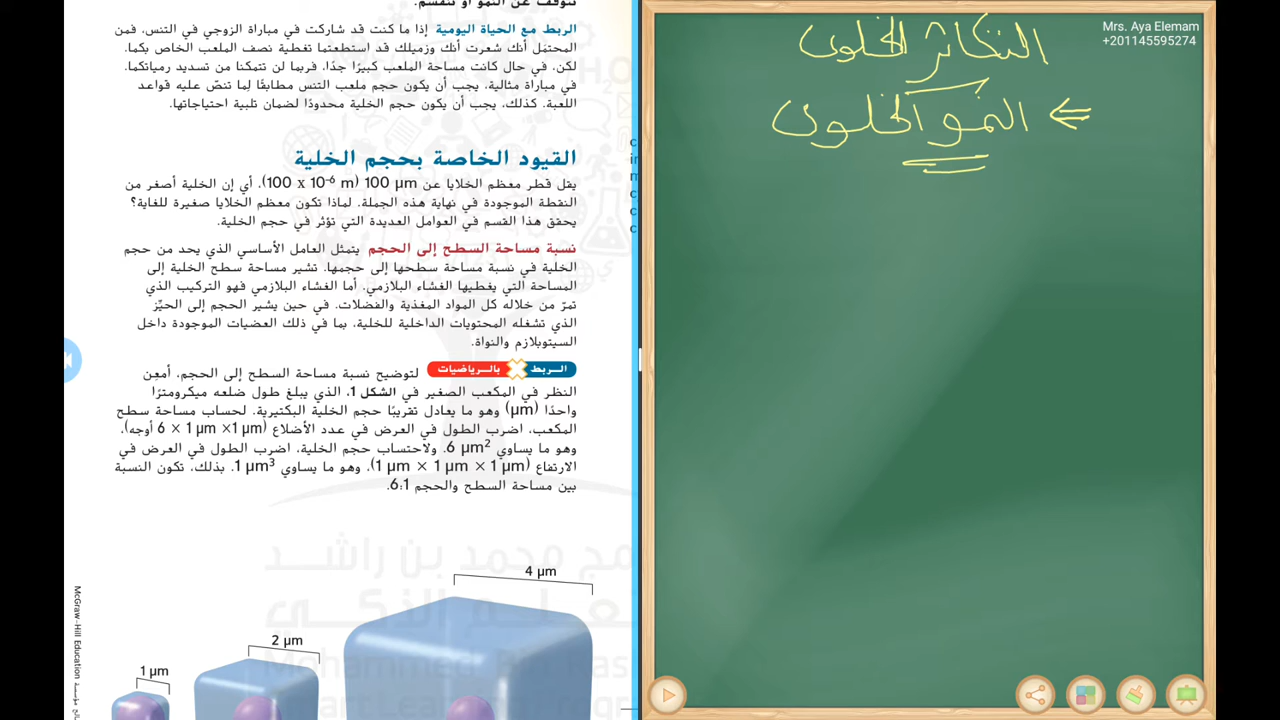 تتوقف عن النمو أو تنقسم.
الربط مع الحياة اليومية إذا ما كنت قد شاركت في مباراة الزوجي في التنس، فمن
المحتمَل أنك شعرت أنك وزميلك قد استطعتما تغطية نصف الملعب الخاص بكما.
لكن، في حال كانت مساحة الملعب كبيرًا جدًا، فربما لن تتمكنا من تسديد رمياتكما.
في مباراة مثالية، يجب أن يكون حجم ملعب التنس مطابقًا لِما تنصّ عليه قواعد
اللعبة. كذلك، يجب أن يكون حجم الخلية محدودًا لضمان تلبية احتياجاتها.
القيود الخاصة بحجم الخلية
يقل قطر معظم الخلايا عن 100 µm (100 x 10⁻⁶ m)، أي إن الخلية أصغر من
النقطة الموجودة في نهاية هذه الجملة. لماذا تكون معظم الخلايا صغيرة للغاية؟
يحقق هذا القسم في العوامل العديدة التي تؤثر في حجم الخلية.
نسبة مساحة السطح إلى الحجم يتمثل العامل الأساسي الذي يحد من حجم
الخلية في نسبة مساحة سطحها إلى حجمها. تشير مساحة سطح الخلية إلى
المساحة التي يغطيها الغشاء البلازمي. أما الغشاء البلازمي فهو التركيب الذي
تمرّ من خلاله كل المواد المغذية والفضلات. في حين يشير الحجم إلى الحيِّز
الذي تشغله المحتويات الداخلية للخلية، بما في ذلك العضيات الموجودة داخل
السيتوبلازم والنواة.
الـربط بالـرياضيات لتوضيح نسبة مساحة السطح إلى الحجم، أمعِن
النظر في المكعب الصغير في الشكل 1، الذي يبلغ طول ضلعه ميكرومترًا
واحدًا (µm) وهو ما يعادل تقريبًا حجم الخلية البكتيرية. لحساب مساحة سطح
المكعب، اضرب الطول في العرض في عدد الأضلاع (1 µm × 1 µm × 6 أوجه)،
وهو ما يساوي 6 µm². ولاحتساب حجم الخلية، اضرب الطول في العرض في
الارتفاع (1 µm × 1 µm × 1 µm)، وهو ما يساوي 1 µm³. بذلك، تكون النسبة
بين مساحة السطح والحجم 6:1.
4 µm
2 µm
1 µm
McGraw-Hill Education
Mrs. Aya Elemam
+201145595274
التكاثر الخلوى
النمو الخلوى